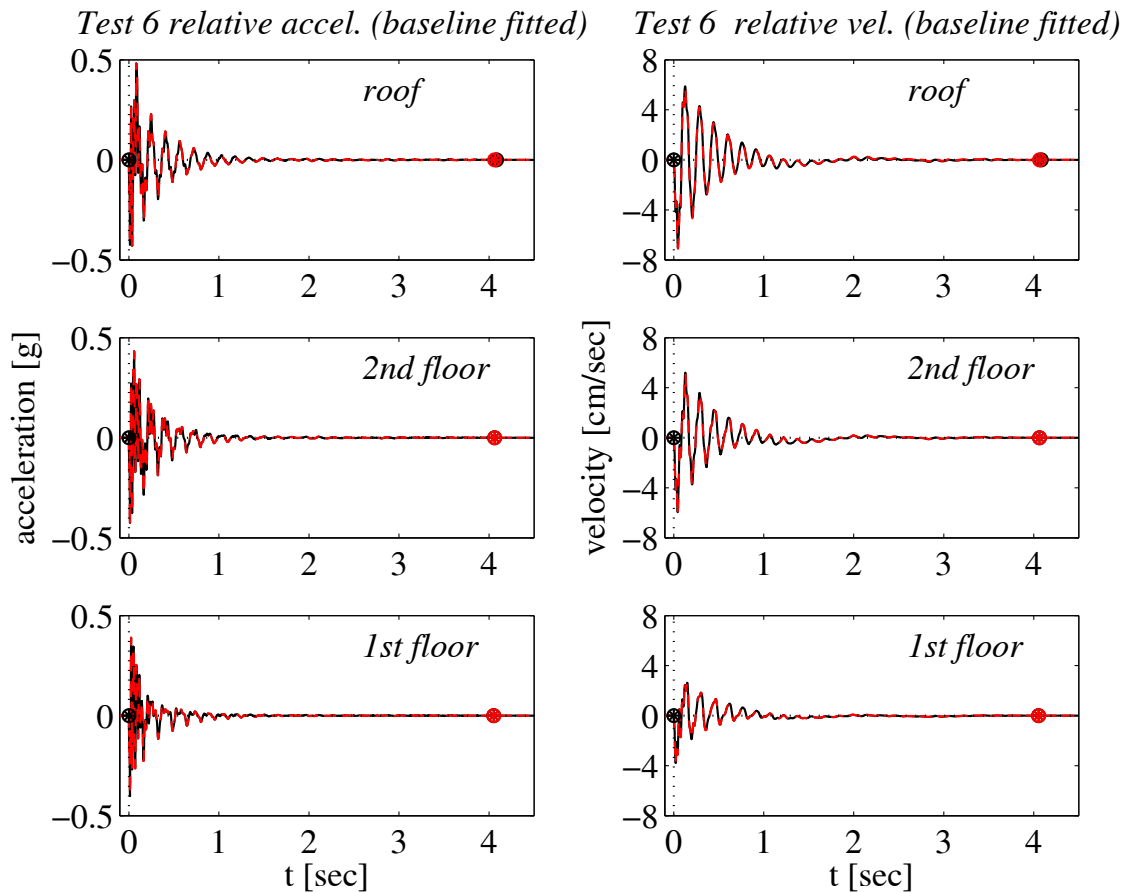 Test 6 relative accel. (baseline fitted)
Test 6  relative vel. (baseline fitted)
0.5
0
−0.5
roof
0 1 2 3 4
8
4
0
−4
−8
roof
0 1 2 3 4
acceleration [g]
0.5
0
−0.5
2nd floor
0 1 2 3 4
velocity [cm/sec]
8
4
0
−4
−8
2nd floor
0 1 2 3 4
0.5
0
−0.5
1st floor
0 1 2 3 4
t [sec]
8
4
0
−4
−8
1st floor
0 1 2 3 4
t [sec]